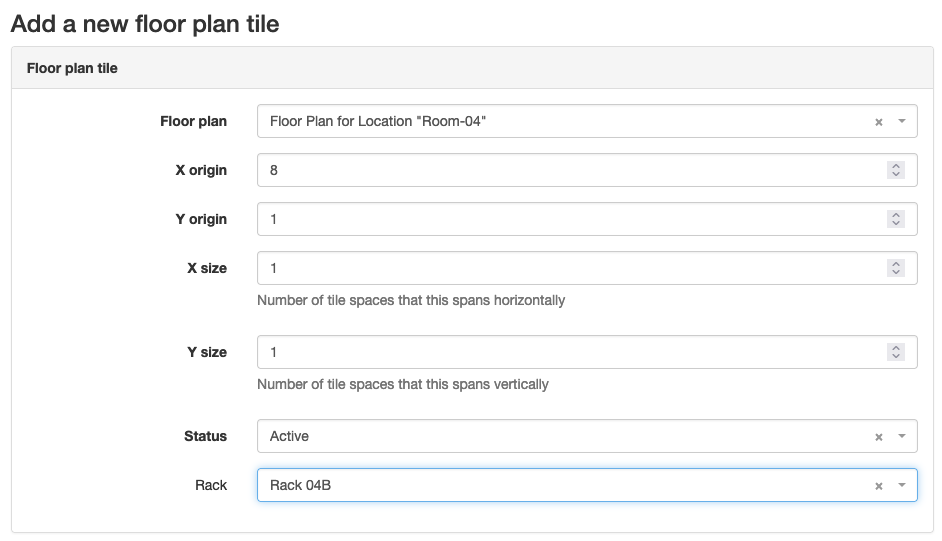 Add a new floor plan tile
Floor plan tile
Floor plan
Floor Plan for Location "Room-04"
X origin
8
Y origin
1
X size
1
Number of tile spaces that this spans horizontally
Y size
1
Number of tile spaces that this spans vertically
Status
Active
Rack
Rack 04B